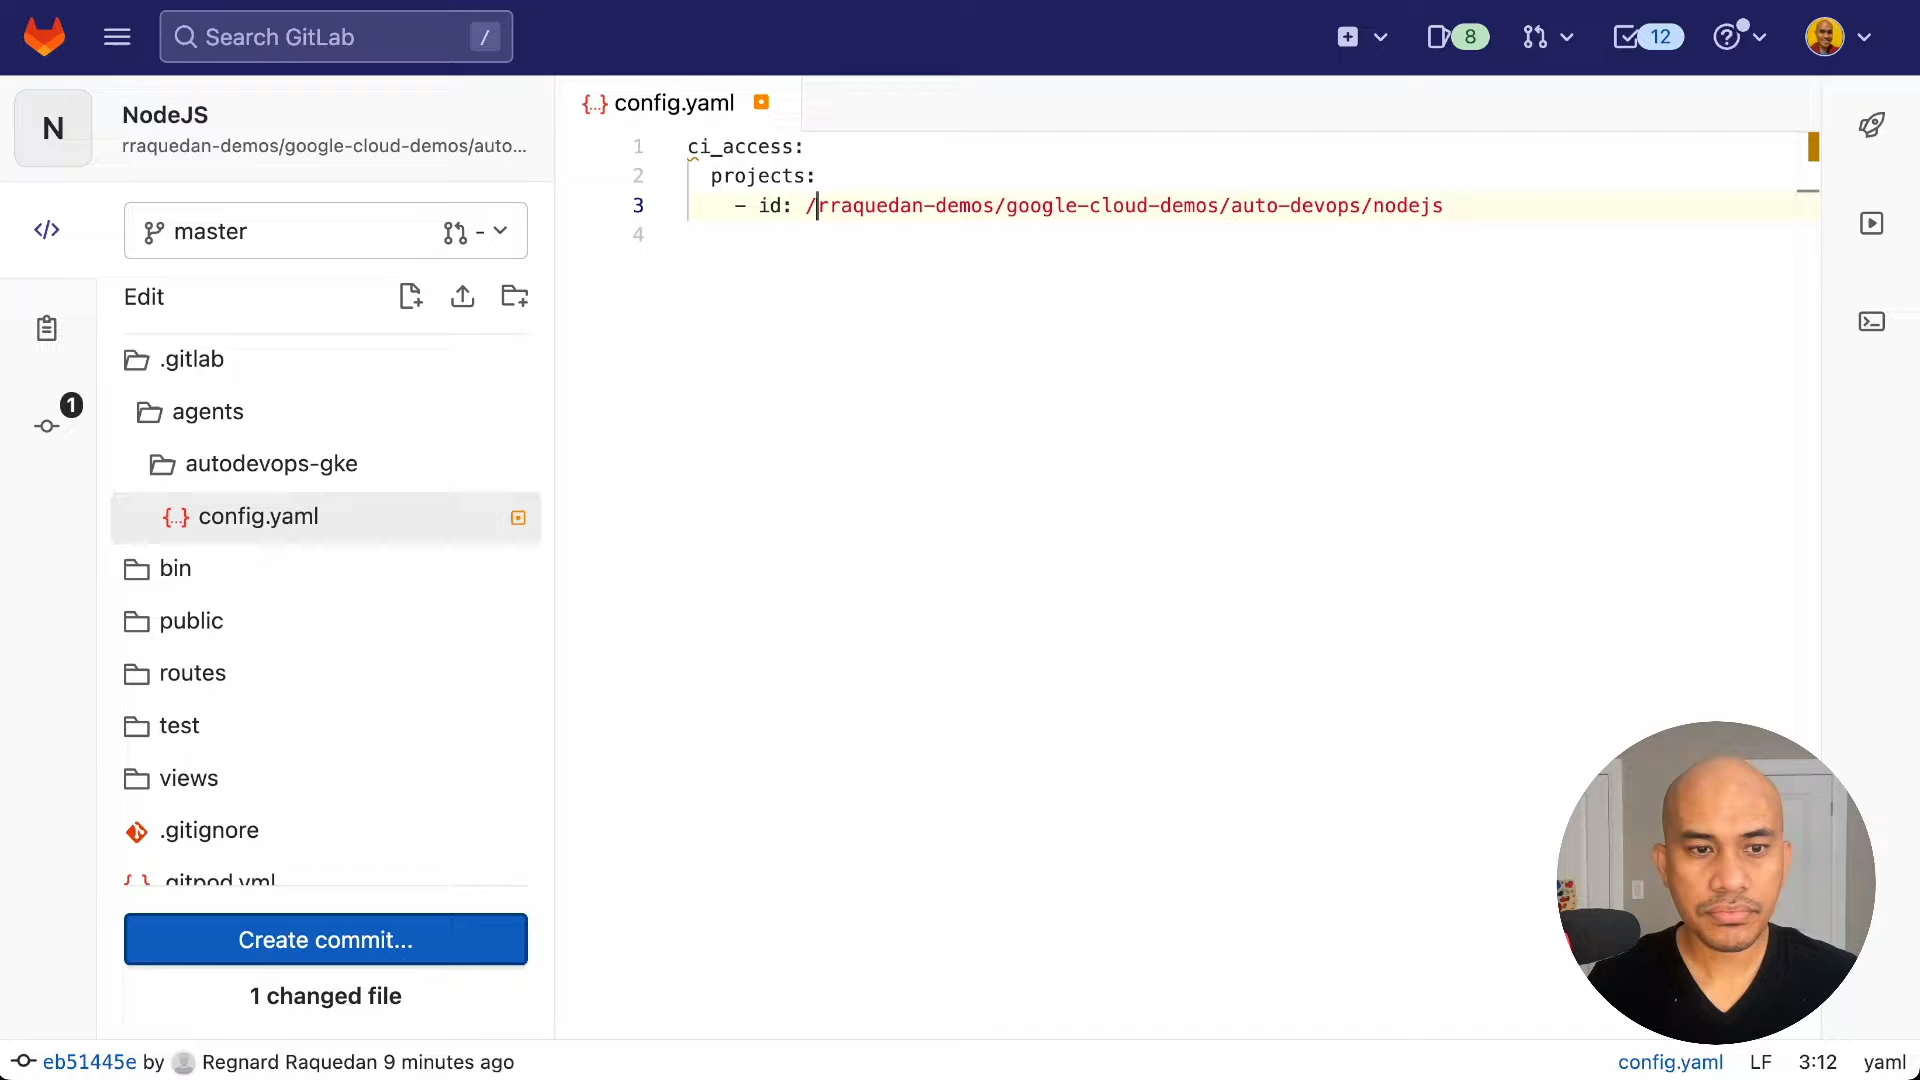 Search GitLab
/
8
12
N
NodeJS
rraquedan-demos/google-cloud-demos/auto...
master
-
Edit
.gitlab
agents
autodevops-gke
{..} config.yaml
bin
public
routes
test
views
.gitignore
.gitpod.yml
1
Create commit...
1 changed file
{..} config.yaml
1 ci_access:
2 projects:
3 - id: /rraquedan-demos/google-cloud-demos/auto-devops/nodejs
4
eb51445e by Regnard Raquedan 9 minutes ago
config.yaml LF 3:12 yaml